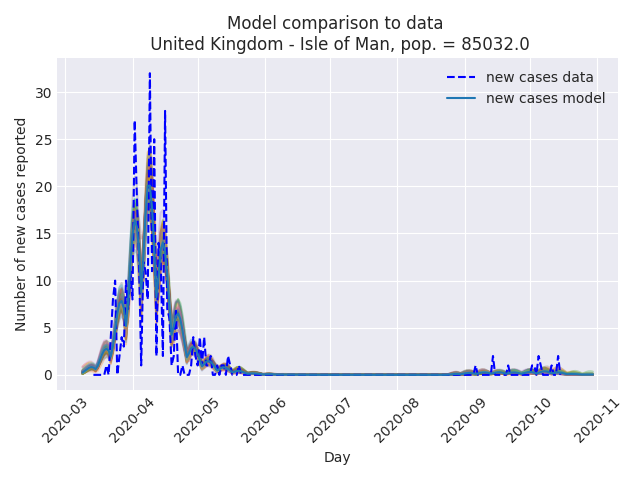 Model comparison to data
United Kingdom - Isle of Man, pop. = 85032.0
new cases data
new cases model
Number of new cases reported
30
25
20
15
10
5
0
2020-03
2020-04
2020-05
2020-06
2020-07
2020-08
2020-09
2020-10
2020-11
Day